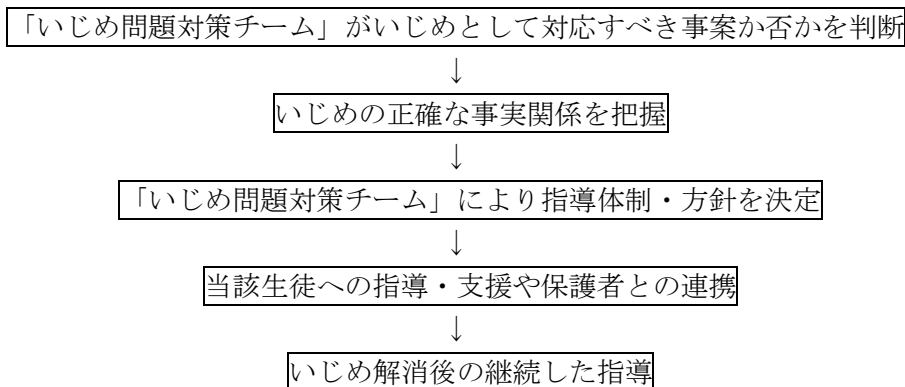 「いじめ問題対策チーム」がいじめとして対応すべき事案か否かを判断
↓
いじめの正確な事実関係を把握
↓
「いじめ問題対策チーム」により指導体制・方針を決定
↓
当該生徒への指導・支援や保護者との連携
↓
いじめ解消後の継続した指導